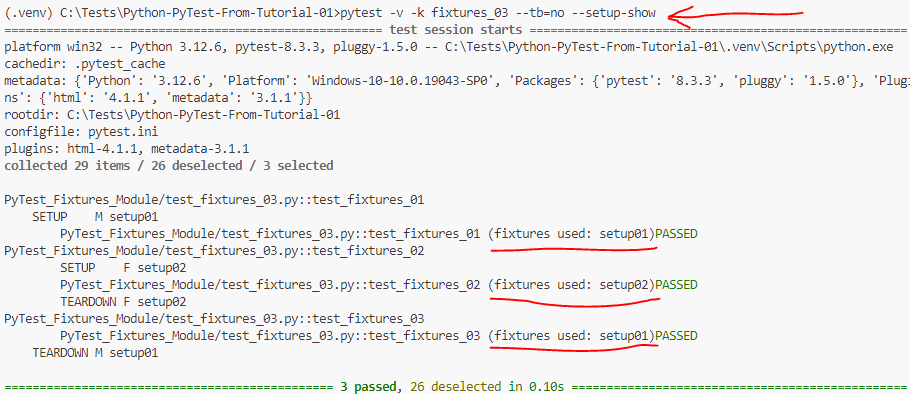 (.venv) C:\Tests\Python-PyTest-From-Tutorial-01>pytest -v -k fixtures_03 --tb=no --setup-show
================================================= test session starts =================================================
platform win32 -- Python 3.12.6, pytest-8.3.3, pluggy-1.5.0 -- C:\Tests\Python-PyTest-From-Tutorial-01\.venv\Scripts\python.exe
cachedir: .pytest_cache
metadata: {'Python': '3.12.6', 'Platform': 'Windows-10-10.0.19043-SP0', 'Packages': {'pytest': '8.3.3', 'pluggy': '1.5.0'}, 'Plugi
ns': {'html': '4.1.1', 'metadata': '3.1.1'}}
rootdir: C:\Tests\Python-PyTest-From-Tutorial-01
configfile: pytest.ini
plugins: html-4.1.1, metadata-3.1.1
collected 29 items / 26 deselected / 3 selected
PyTest_Fixtures_Module/test_fixtures_03.py::test_fixtures_01
SETUP    M setup01
PyTest_Fixtures_Module/test_fixtures_03.py::test_fixtures_01 (fixtures used: setup01)PASSED
PyTest_Fixtures_Module/test_fixtures_03.py::test_fixtures_02
SETUP    F setup02
PyTest_Fixtures_Module/test_fixtures_03.py::test_fixtures_02 (fixtures used: setup02)PASSED
TEARDOWN F setup02
PyTest_Fixtures_Module/test_fixtures_03.py::test_fixtures_03
PyTest_Fixtures_Module/test_fixtures_03.py::test_fixtures_03 (fixtures used: setup01)PASSED
TEARDOWN M setup01
=============================================== 3 passed, 26 deselected in 0.10s ================================================